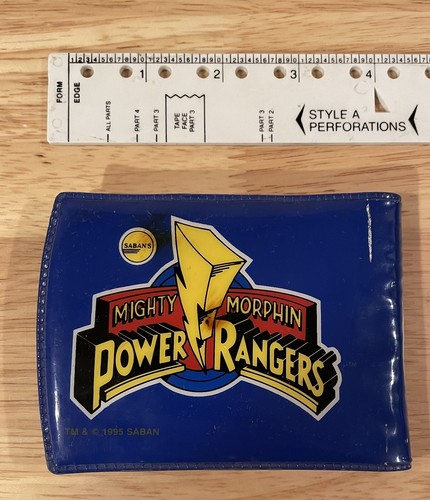 FORM
EDGE
1 2 3 4
ALL PARTS
PART 4
PART 3
TAPE
FACE
PART 3
PART 3
PART 2
STYLE A
PERFORATIONS
SABAN'S
MIGHTY MORPHIN
POWER RANGERS
TM & © 1995 SABAN